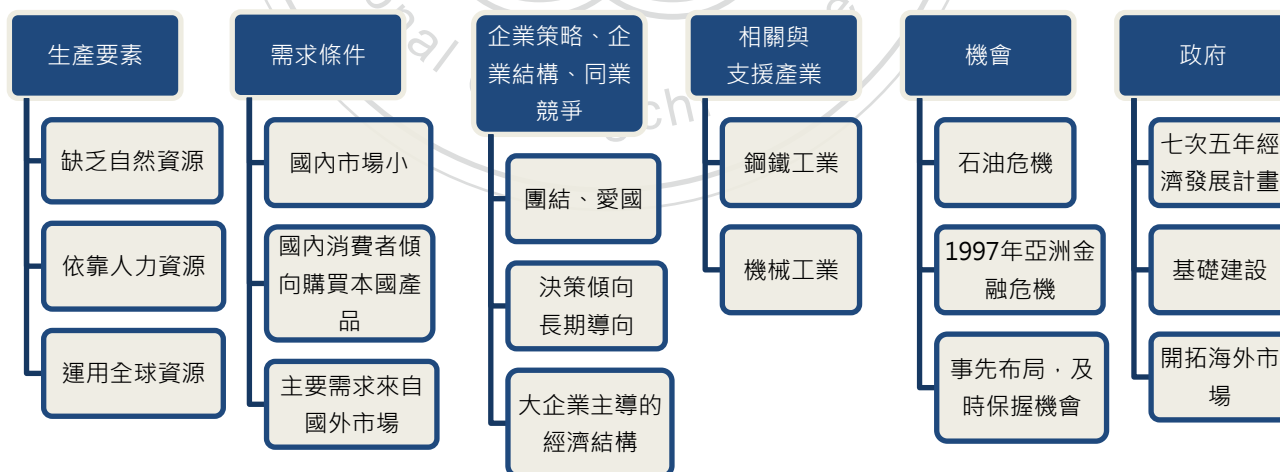 生產要素
缺乏自然資源
依靠人力資源
運用全球資源
需求條件
國內市場小
國內消費者傾
向購買本國產
品
主要需求來自
國外市場
企業策略、企
業結構、同業
競爭
團結、愛國
決策傾向
長期導向
大企業主導的
經濟結構
相關與
支援產業
鋼鐵工業
機械工業
機會
石油危機
1997年亞洲金
融危機
事先布局，及
時保握機會
政府
七次五年經
濟發展計畫
基礎建設
開拓海外市
場